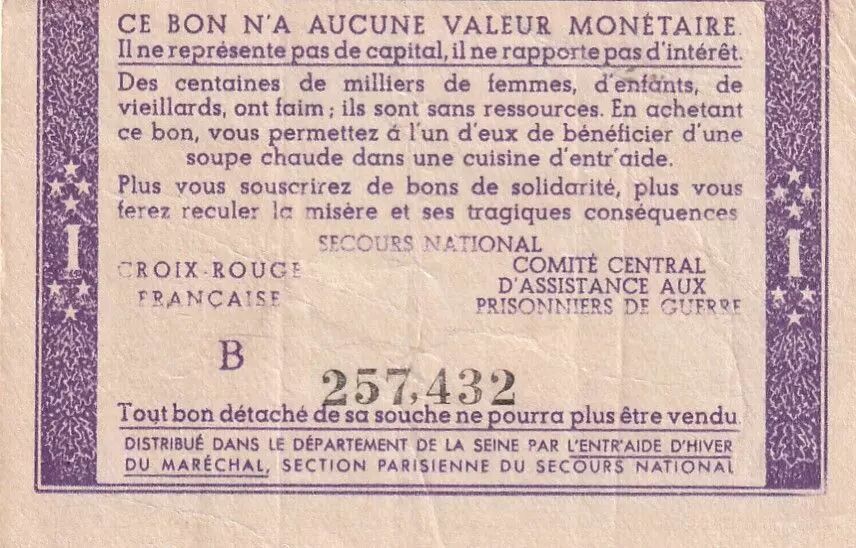 CE BON N'A AUCUNE VALEUR MONÉTAIRE.
Il ne représente pas de capital, il ne rapporte pas d'intérêt.
Des centaines de milliers de femmes, d'enfants, de
vieillards, ont faim ; ils sont sans ressources. En achetant
ce bon, vous permettez à l'un d'eux de bénéficier d'une
soupe chaude dans une cuisine d'entr'aide.
Plus vous souscrirez de bons de solidarité, plus vous
ferez reculer la misère et ses tragiques conséquences
SECOURS NATIONAL
CROIX-ROUGE
FRANÇAISE
COMITÉ CENTRAL
D'ASSISTANCE AUX
PRISONNIERS DE GUERRE
1
1
B
257,432
Tout bon détaché de sa souche ne pourra plus être vendu
DISTRIBUÉ DANS LE DÉPARTEMENT DE LA SEINE PAR L'ENTR'AIDE D'HIVER
DU MARÉCHAL, SECTION PARISIENNE DU SECOURS NATIONAL